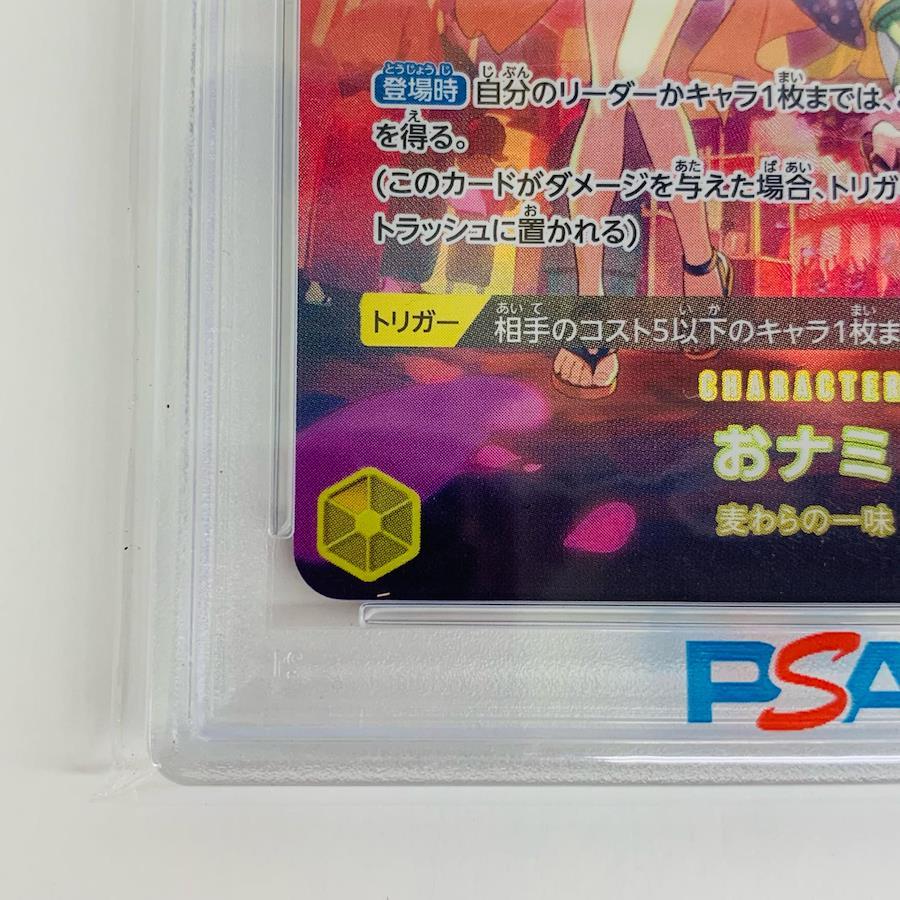 登場時 自分のリーダーかキャラ1枚までは、
を得る。
(このカードがダメージを与えた場合、トリガ
トラッシュに置かれる)
トリガー 相手のコスト5以下のキャラ1枚ま
CHARACTER
おナミ
麦わらの一味
PSA